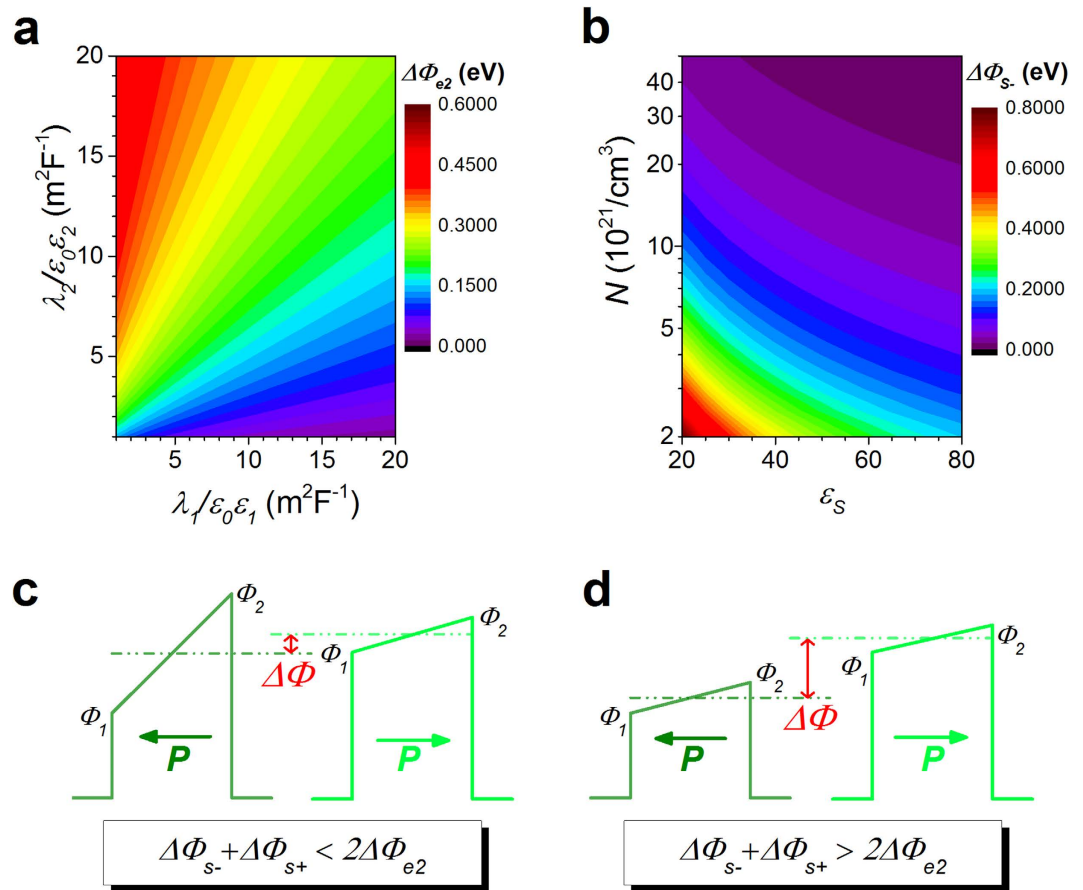 a
ΔΦe2 (eV)
0.6000
0.4500
0.3000
0.1500
0.000
20
15
10
5
λ2/ε0ε2 (m²F⁻¹)
5 10 15 20
λ1/ε0ε1 (m²F⁻¹)
b
ΔΦs- (eV)
0.8000
0.6000
0.4000
0.2000
0.000
40
30
20
10
5
2
N (10²¹/cm³)
20 40 60 80
εS
c
Φ2
Φ1
P
ΔΦ
Φ1
Φ2
P
ΔΦs-+ΔΦs+ < 2ΔΦe2
d
Φ1
Φ2
P
ΔΦ
Φ1
Φ2
P
ΔΦs-+ΔΦs+ > 2ΔΦe2